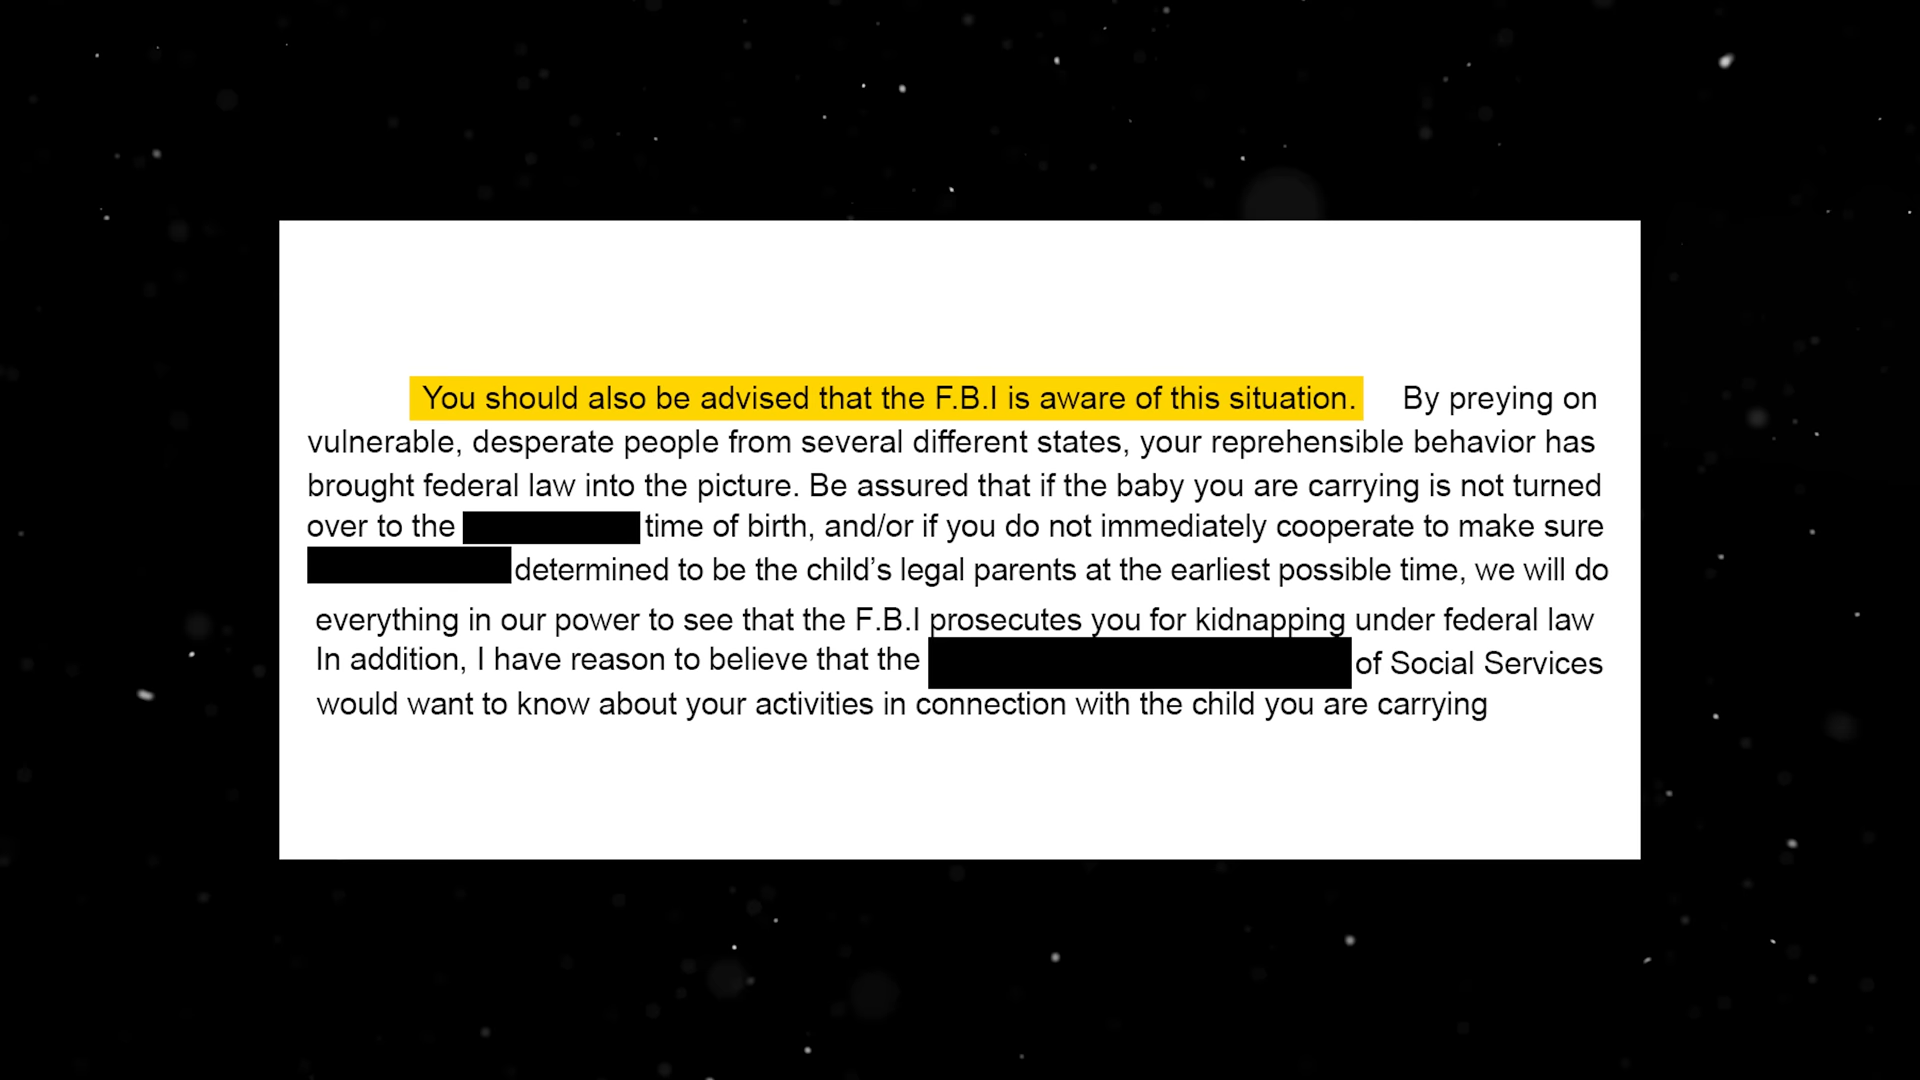 You should also be advised that the F.B.I is aware of this situation. By preying on
vulnerable, desperate people from several different states, your reprehensible behavior has
brought federal law into the picture. Be assured that if the baby you are carrying is not turned
over to the time of birth, and/or if you do not immediately cooperate to make sure
determined to be the child’s legal parents at the earliest possible time, we will do
everything in our power to see that the F.B.I prosecutes you for kidnapping under federal law
In addition, I have reason to believe that the of Social Services
would want to know about your activities in connection with the child you are carrying